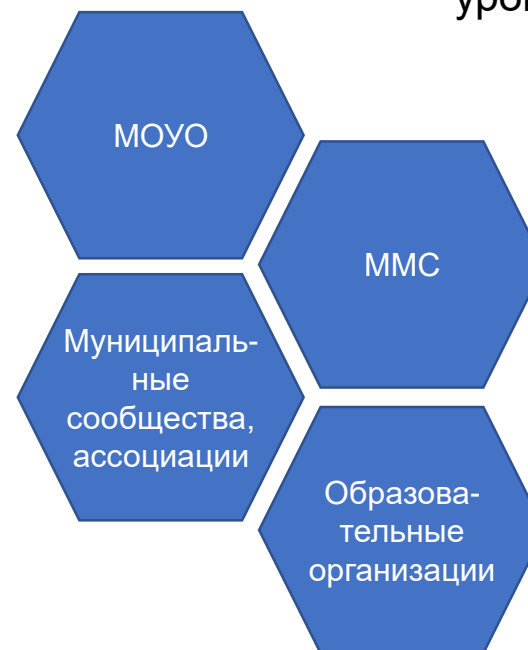 МОУО
ММС
Муниципаль-
ные
сообщества,
ассоциации
Образова-
тельные
организации